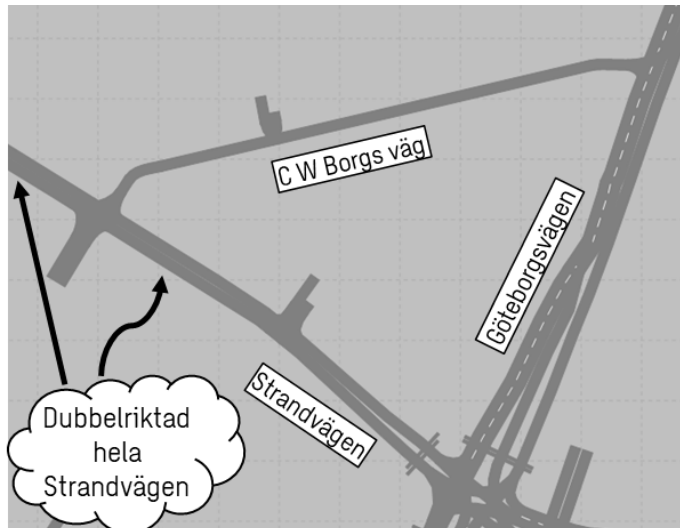 C W Borgs väg
Göteborgsvägen
Strandvägen
Dubbelriktad
hela
Strandvägen